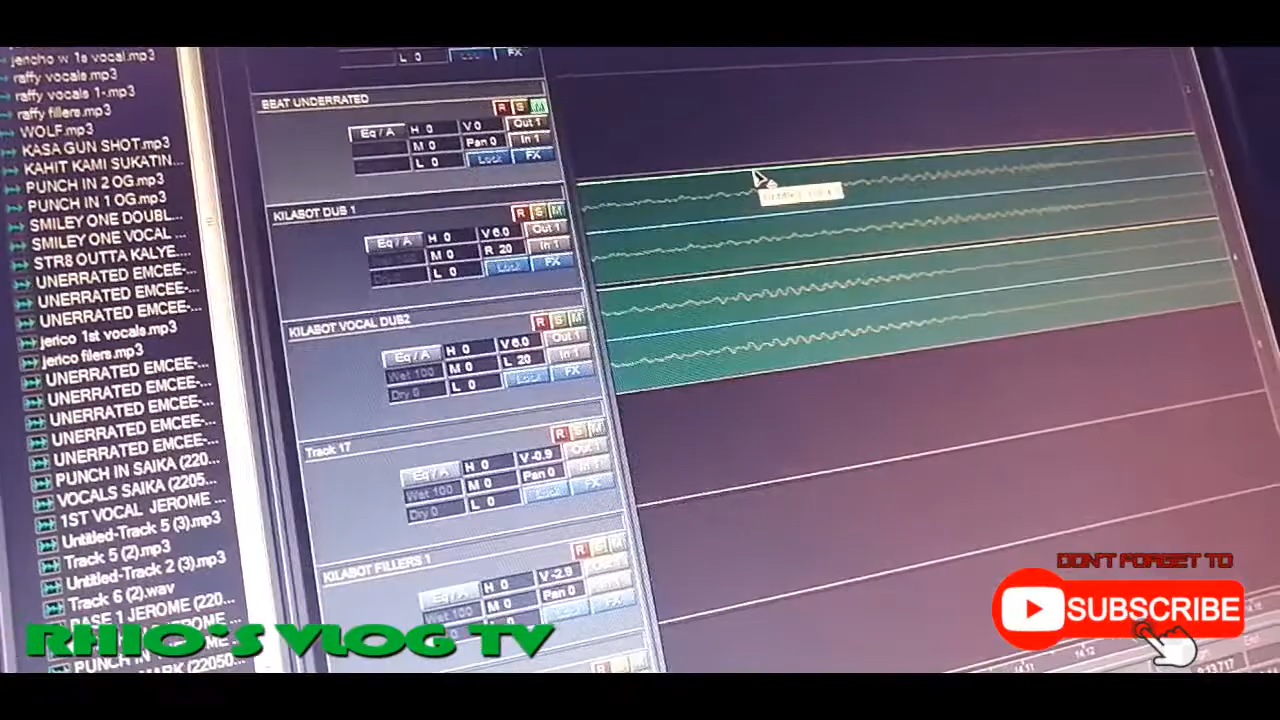 jericho w 1s vocal.mp3
raffy vocals.mp3
raffy vocals 1-.mp3
raffy fillers.mp3
WOLF.mp3
KASA GUN SHOT.mp3
KAHIT KAMI SUKATIN...
PUNCH IN 2 OG.mp3
PUNCH IN 1 OG.mp3
SMILEY ONE DOUBL...
SMILEY ONE VOCAL ...
STR8 OUTTA KALYE....
UNERRATED EMCEE-...
UNERRATED EMCEE-...
UNERRATED EMCEE-...
jerico 1st vocals.mp3
jerico filers.mp3
UNERRATED EMCEE-...
UNERRATED EMCEE-...
UNERRATED EMCEE-...
UNERRATED EMCEE-...
UNERRATED EMCEE-...
PUNCH IN SAIKA (220...
VOCALS SAIKA (2205...
1ST VOCAL JEROME ...
Untitled-Track 5 (3).mp3
Track 5 (2).mp3
Untitled-Track 2 (3).mp3
Track 6 (2).wav
BASE 1 JEROME (220...
L 0 Lock FX
BEAT UNDERRATED
R S M
Eq / A H 0 V 0 Out 1
M 0 Pan 0 In 1
L 0 Lock FX
KILABOT DUB 1
R S M
Eq / A H 0 V 6.0 Out 1
M 0 R 20 In 1
L 0 Lock FX
KILABOT VOCAL DUB2
R S M
Eq / A H 0 V 6.0 Out 1
Wet 100 M 0 L 20 In 1
Dry 0 L 0 Lock FX
Track 17
R S M
Eq / A H 0 V -0.9 Out 1
Wet 100 M 0 Pan 0 In 1
Dry 0 L 0 Lock FX
KILABOT FILLERS 1
R S M
Eq / A H 0 V -2.9
Wet 100 M 0 Pan 0
DON'T FORGET TO
SUBSCRIBE
RHIO'S VLOG TV